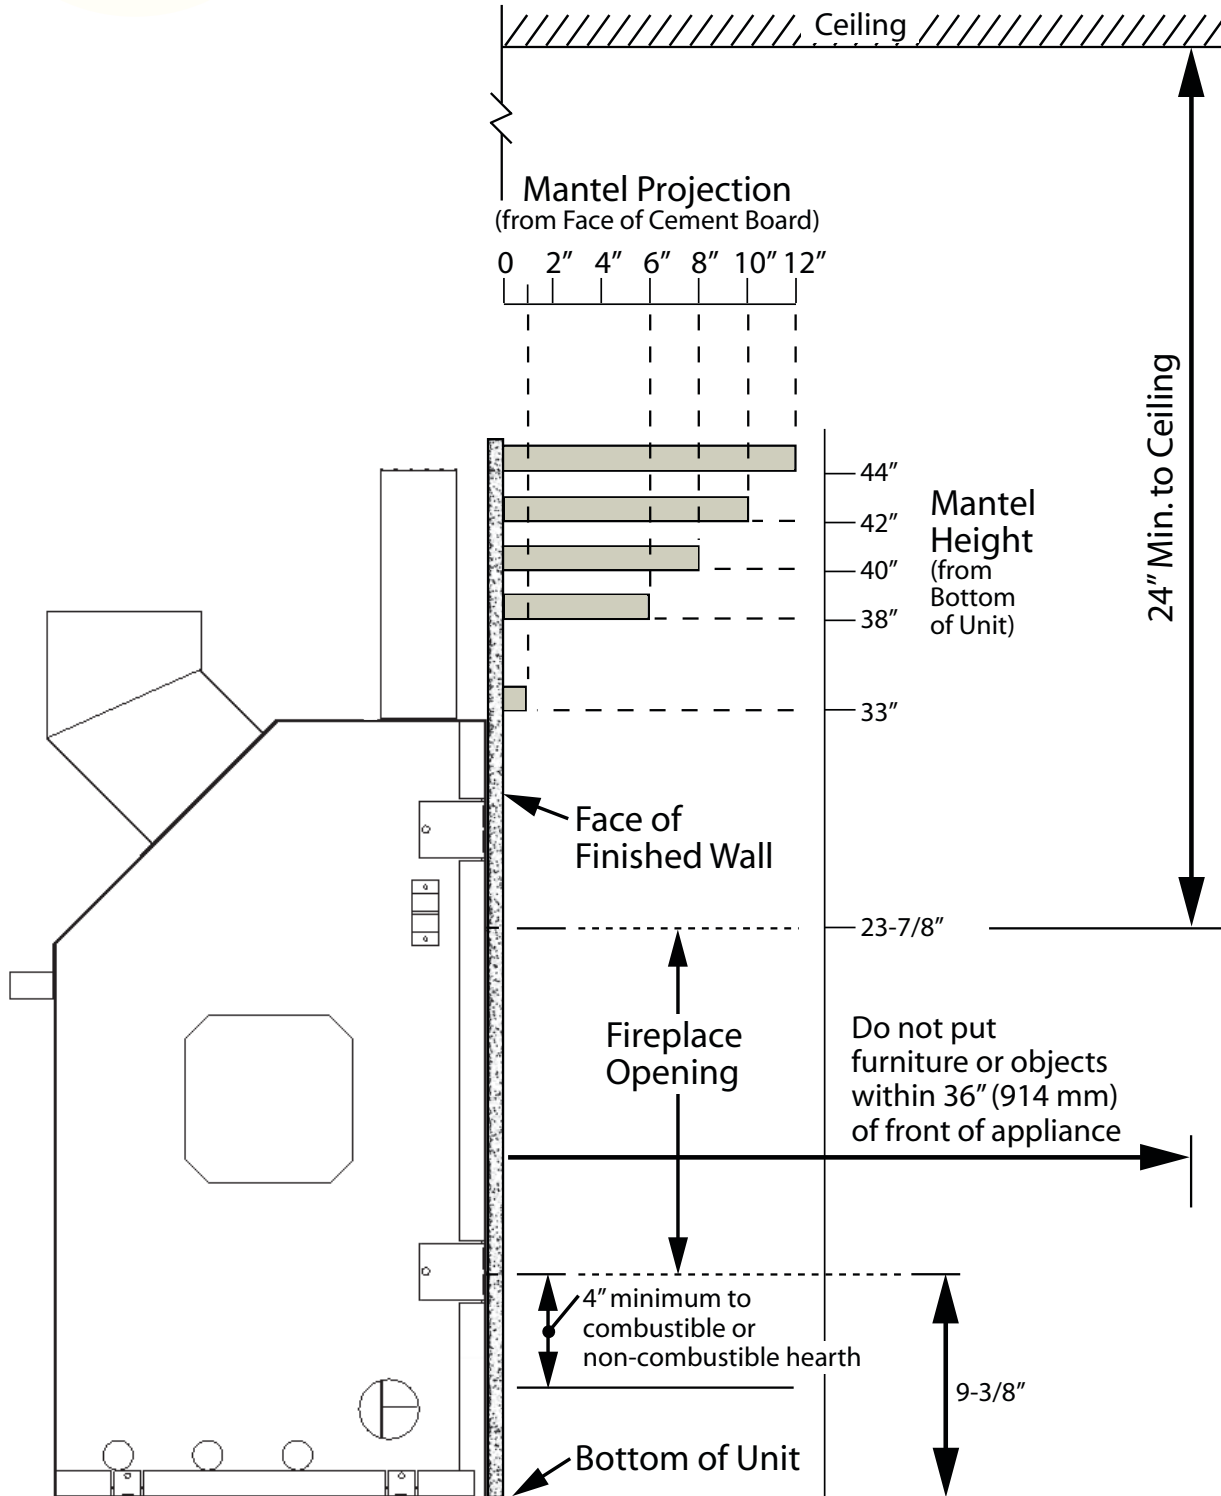 Ceiling
Mantel Projection
(from Face of Cement Board)
0 2” 4” 6” 8” 10” 12”
24” Min. to Ceiling
44”
42”
40”
38”
33”
Mantel
Height
(from
Bottom
of Unit)
Face of
Finished Wall
23-7/8”
Fireplace
Opening
Do not put
furniture or objects
within 36” (914 mm)
of front of appliance
4” minimum to
combustible or
non-combustible hearth
9-3/8”
Bottom of Unit